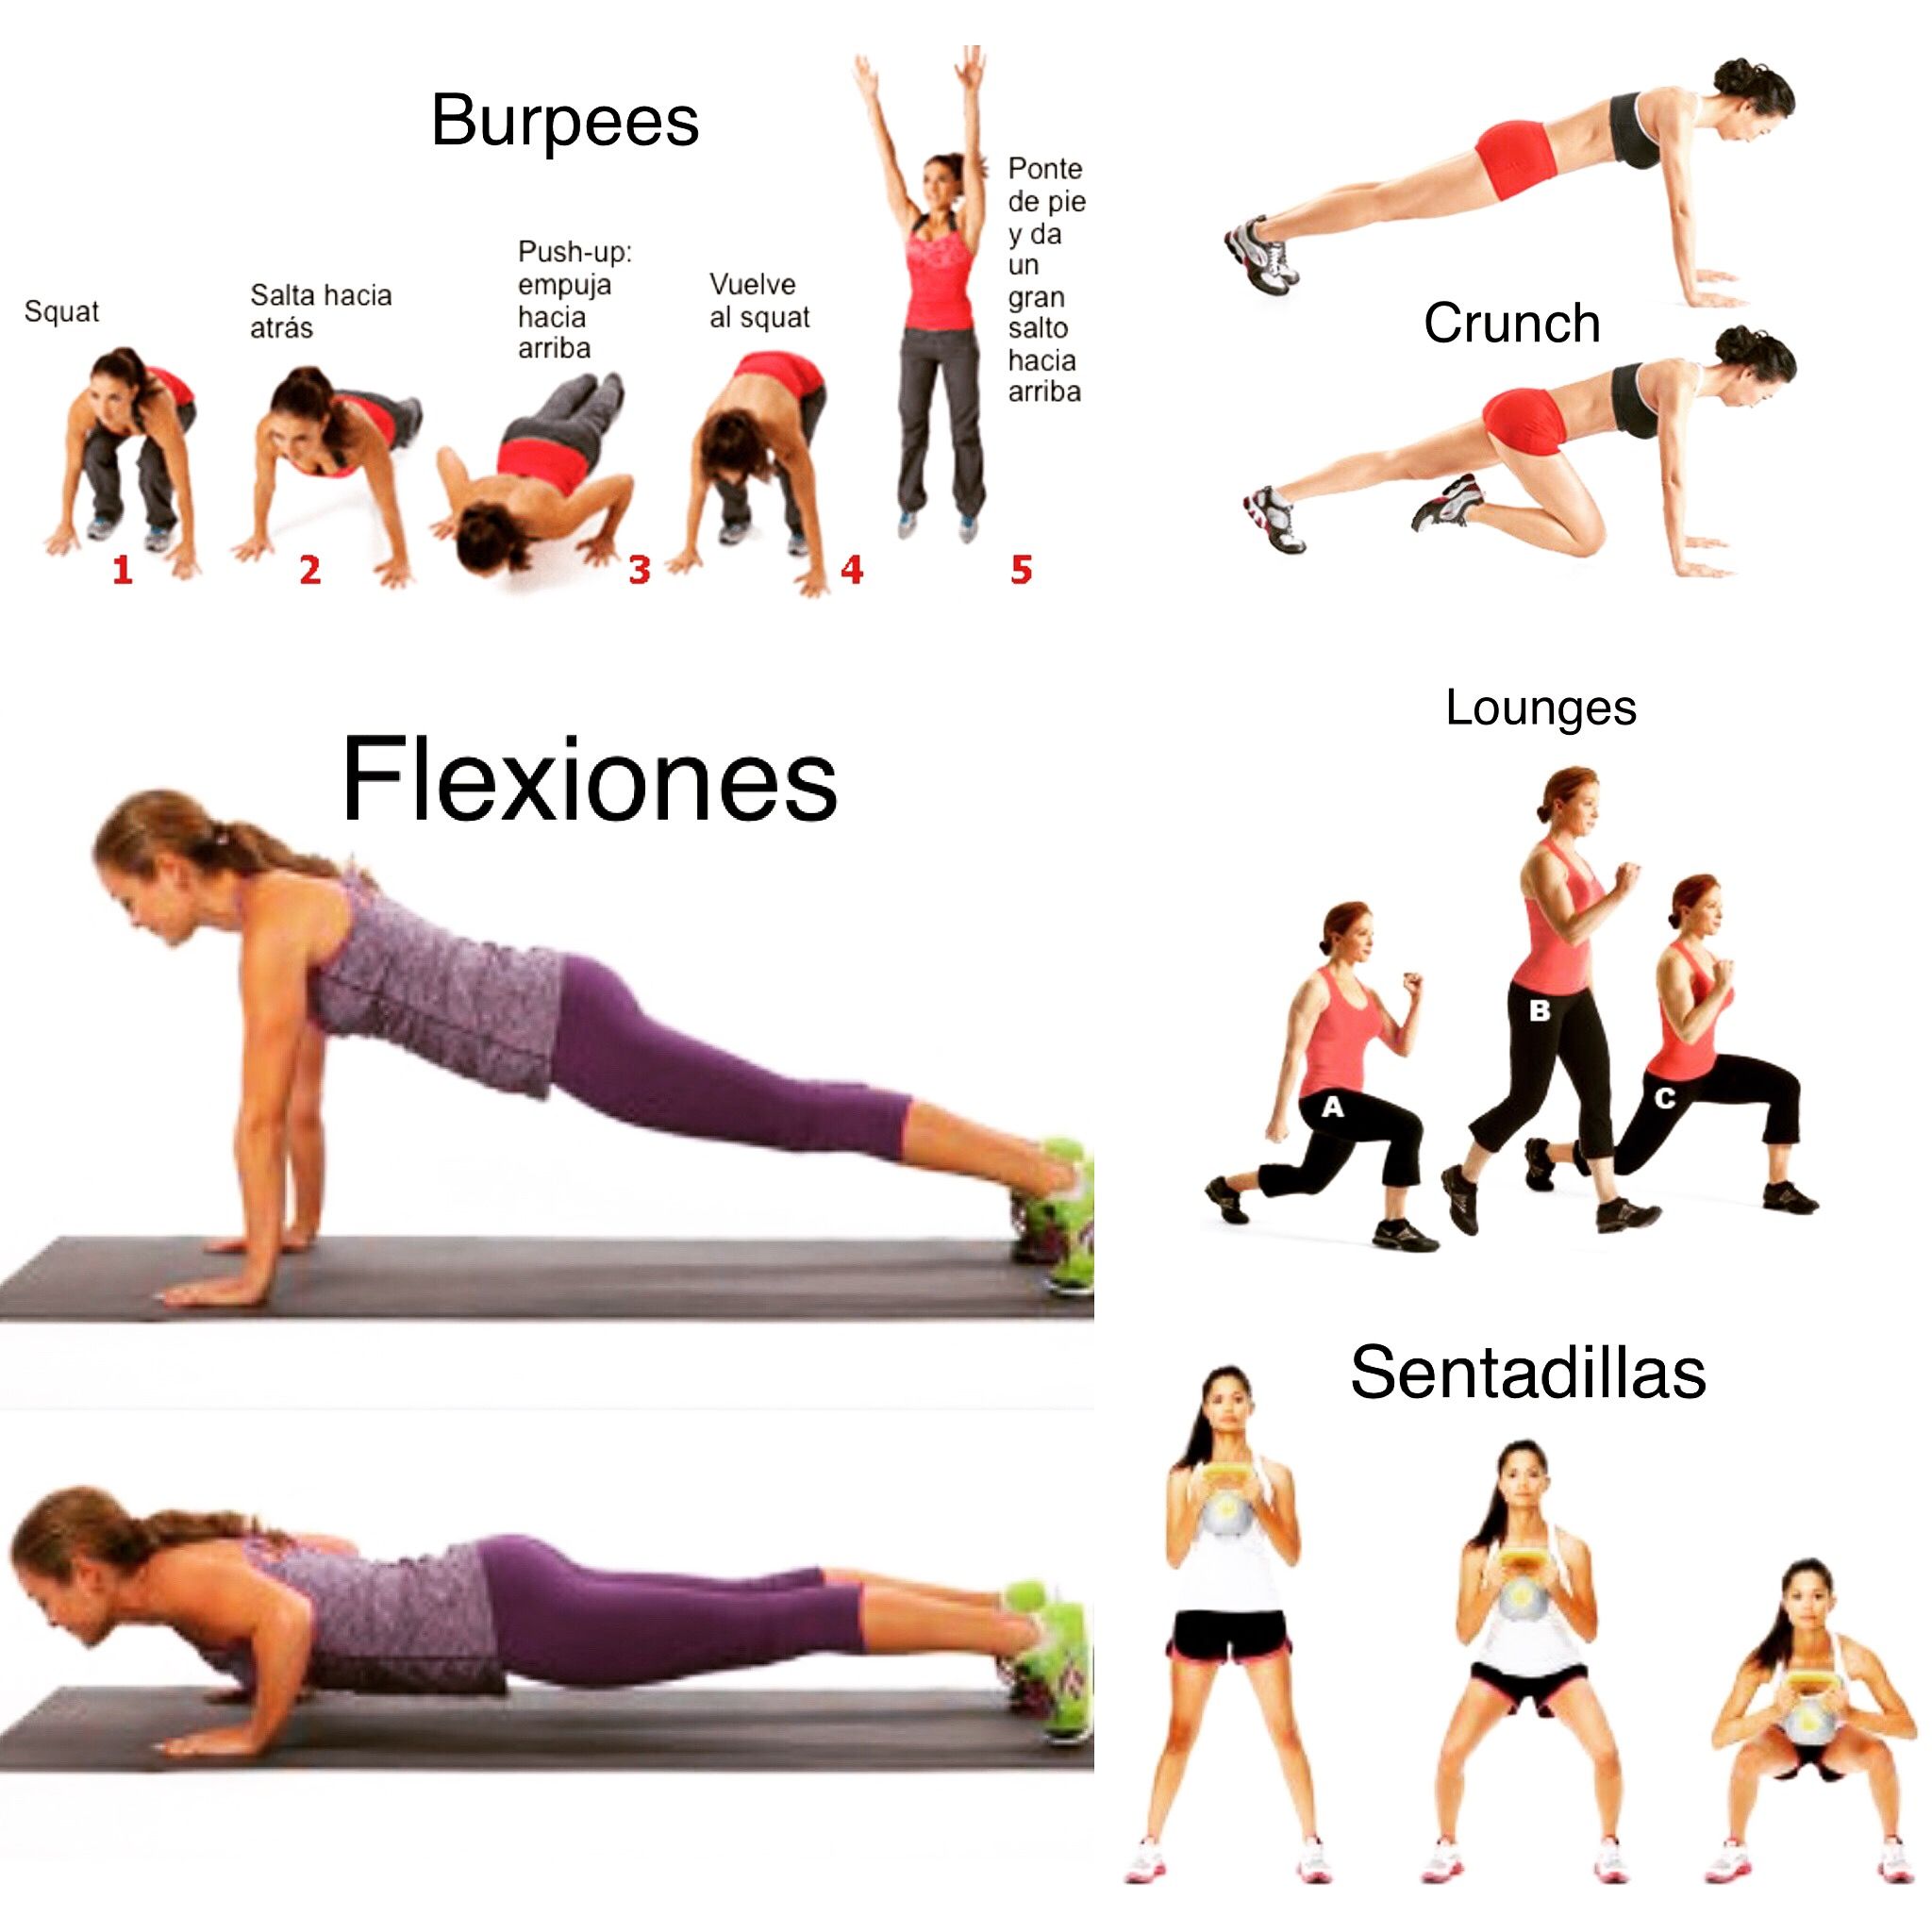 Burpees
Squat
Salta hacia
atrás
Push-up:
empuja
hacia
arriba
Vuelve
al squat
Ponte
de pie
y da
un
gran
salto
hacia
arriba
1
2
3
4
5
Crunch
Flexiones
Lounges
A
B
C
Sentadillas